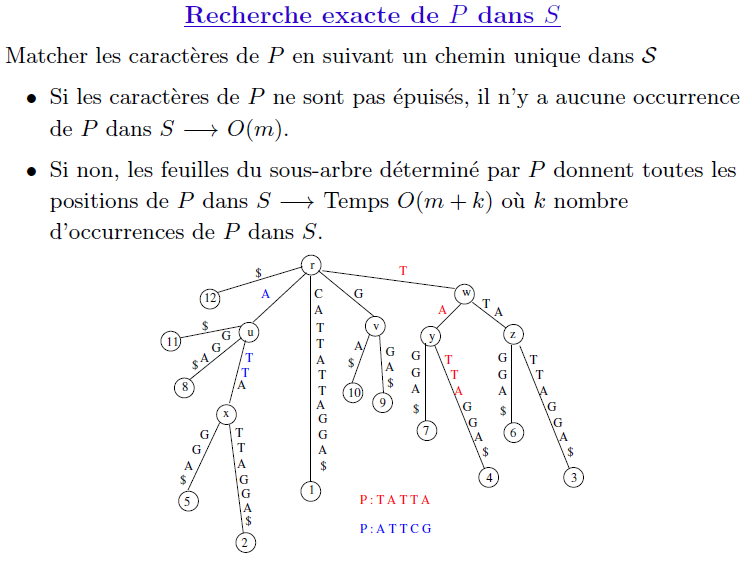 Recherche exacte de P dans S
Matcher les caractères de P en suivant un chemin unique dans 𝒮
• Si les caractères de P ne sont pas épuisés, il n'y a aucune occurrence
de P dans S ⟶ O(m).
• Si non, les feuilles du sous-arbre déterminé par P donnent toutes les
positions de P dans S ⟶ Temps O(m + k) où k nombre
d'occurrences de P dans S.
r
$
12
A
u
$
11
G
G
A
$
8
T
T
A
x
G
G
A
$
5
T
T
A
G
G
A
$
2
C
A
T
T
A
T
T
A
G
G
A
$
1
G
v
A
$
10
G
A
$
9
T
w
A
y
G
G
A
$
7
T
T
A
G
G
A
$
4
T
A
z
G
G
A
$
6
T
T
A
G
G
A
$
3
P : T A T T A
P : A T T C G